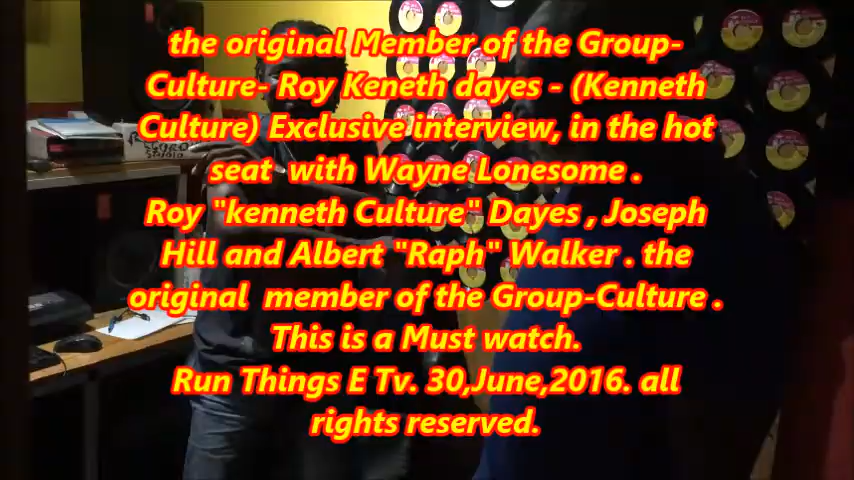 the original Member of the Group-
Culture- Roy Keneth dayes - (Kenneth
Culture) Exclusive interview, in the hot
seat with Wayne Lonesome .
Roy "kenneth Culture" Dayes , Joseph
Hill and Albert "Raph" Walker . the
original member of the Group-Culture .
This is a Must watch.
Run Things E Tv. 30,June,2016. all
rights reserved.